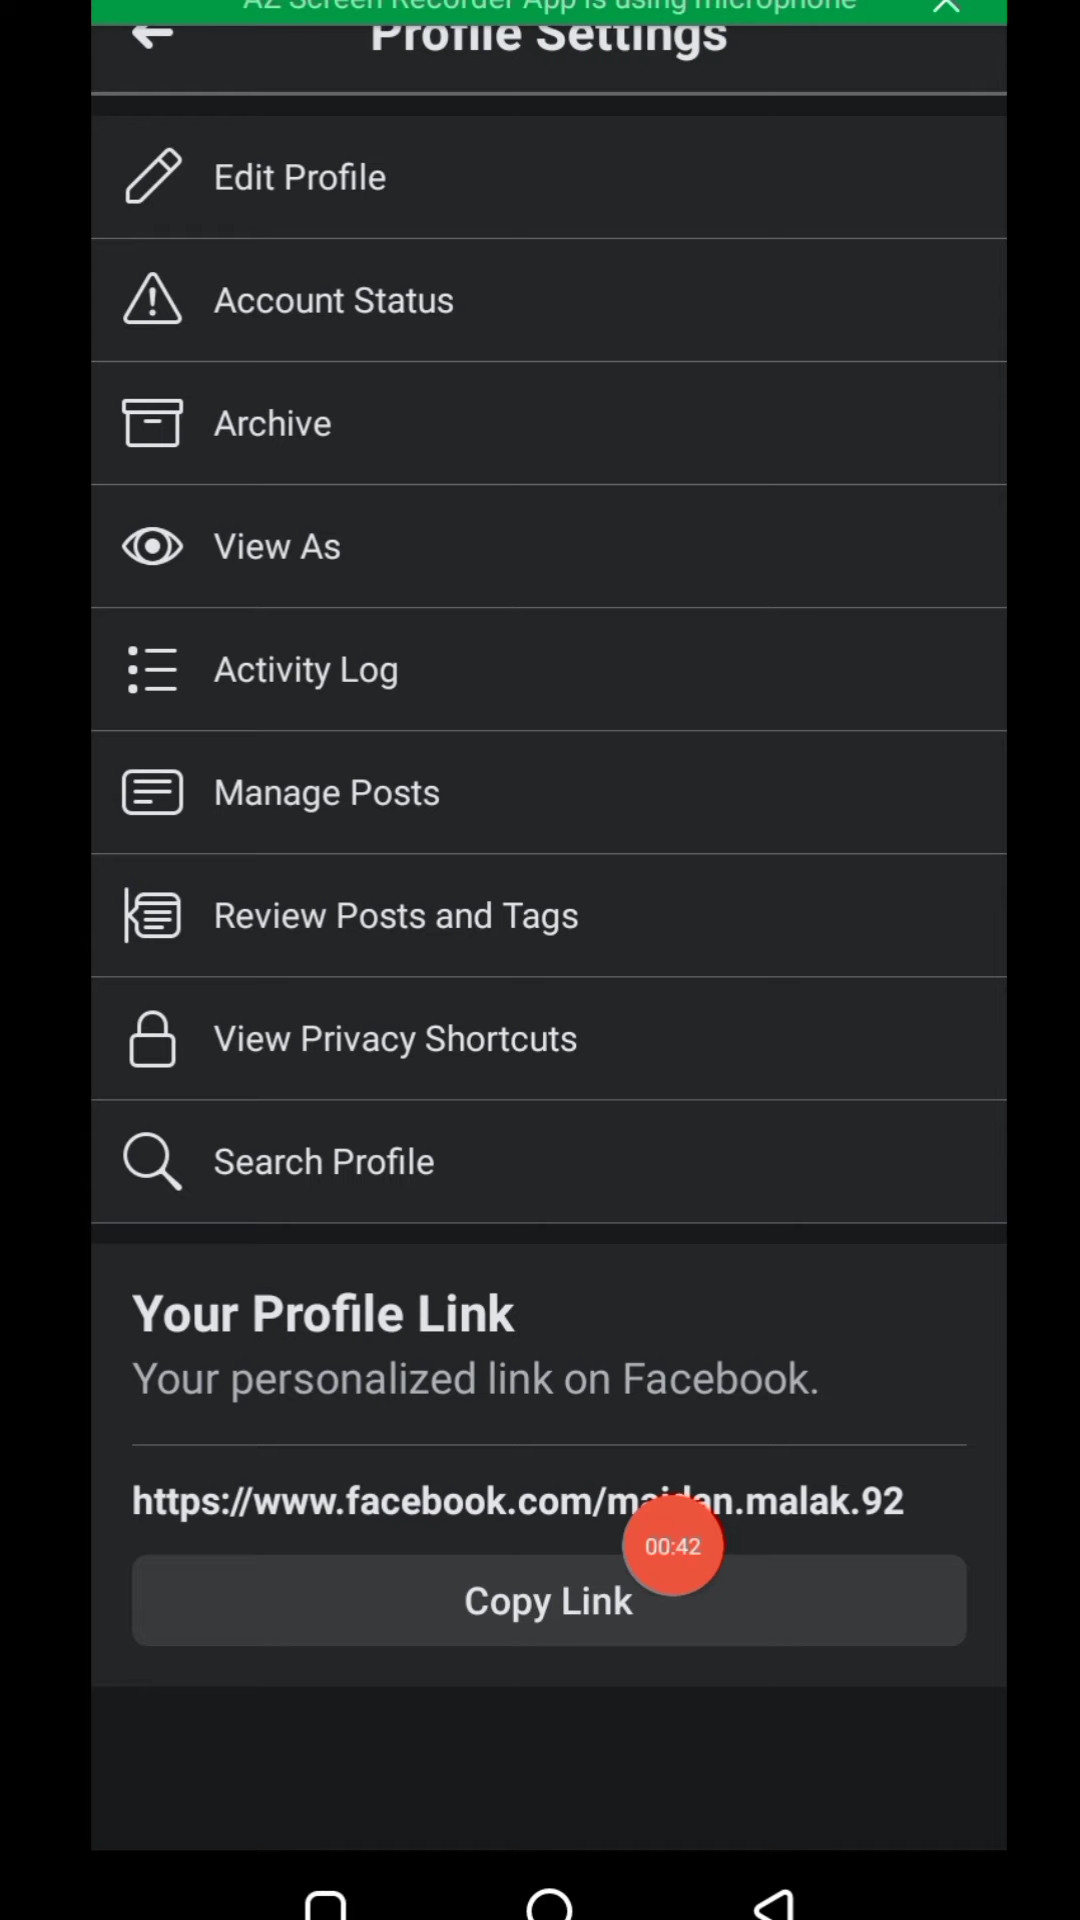 AZ Screen Recorder App is using microphone
Profile Settings
Edit Profile
Account Status
Archive
View As
Activity Log
Manage Posts
Review Posts and Tags
View Privacy Shortcuts
Search Profile
Your Profile Link
Your personalized link on Facebook.
https://www.facebook.com/majdan.malak.92
00:42
Copy Link